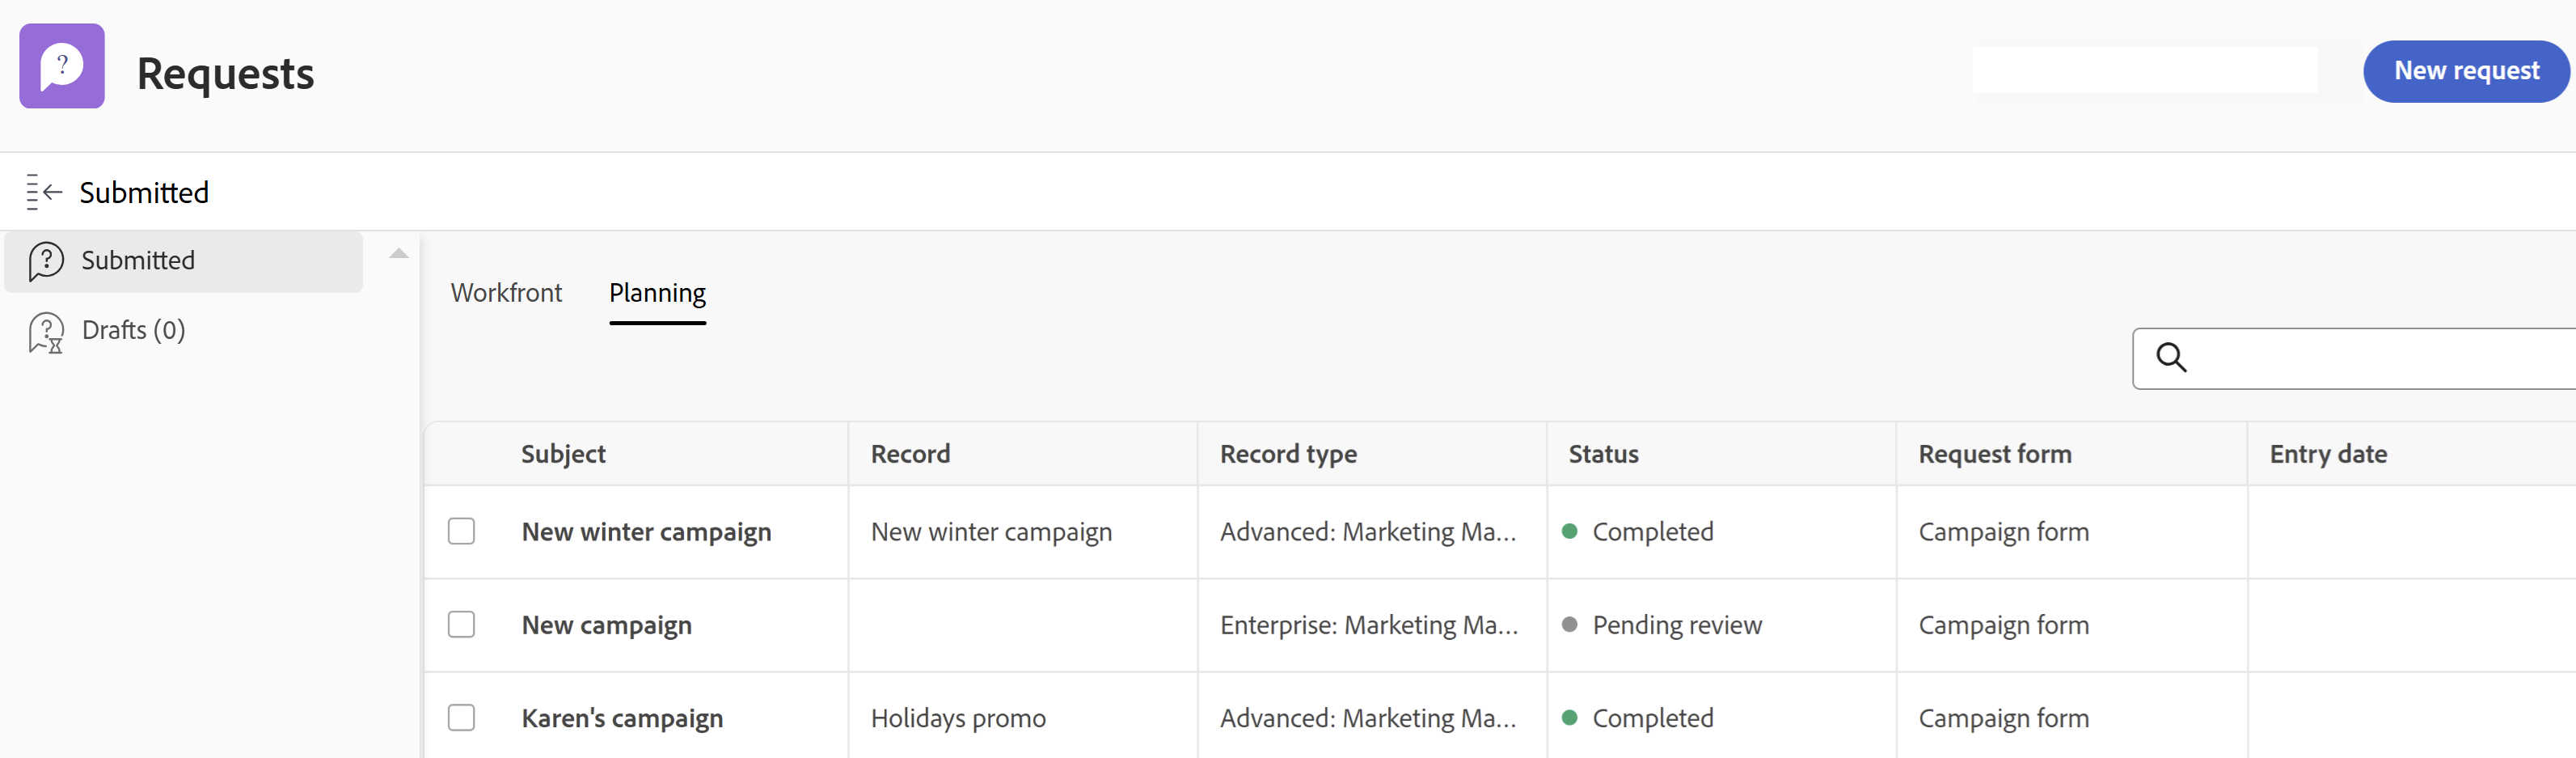 Requests
New request
Submitted
Submitted
Drafts (0)
Workfront Planning
Subject Record Record type Status Request form Entry date
New winter campaign New winter campaign Advanced: Marketing Ma... Completed Campaign form
New campaign Enterprise: Marketing Ma... Pending review Campaign form
Karen's campaign Holidays promo Advanced: Marketing Ma... Completed Campaign form